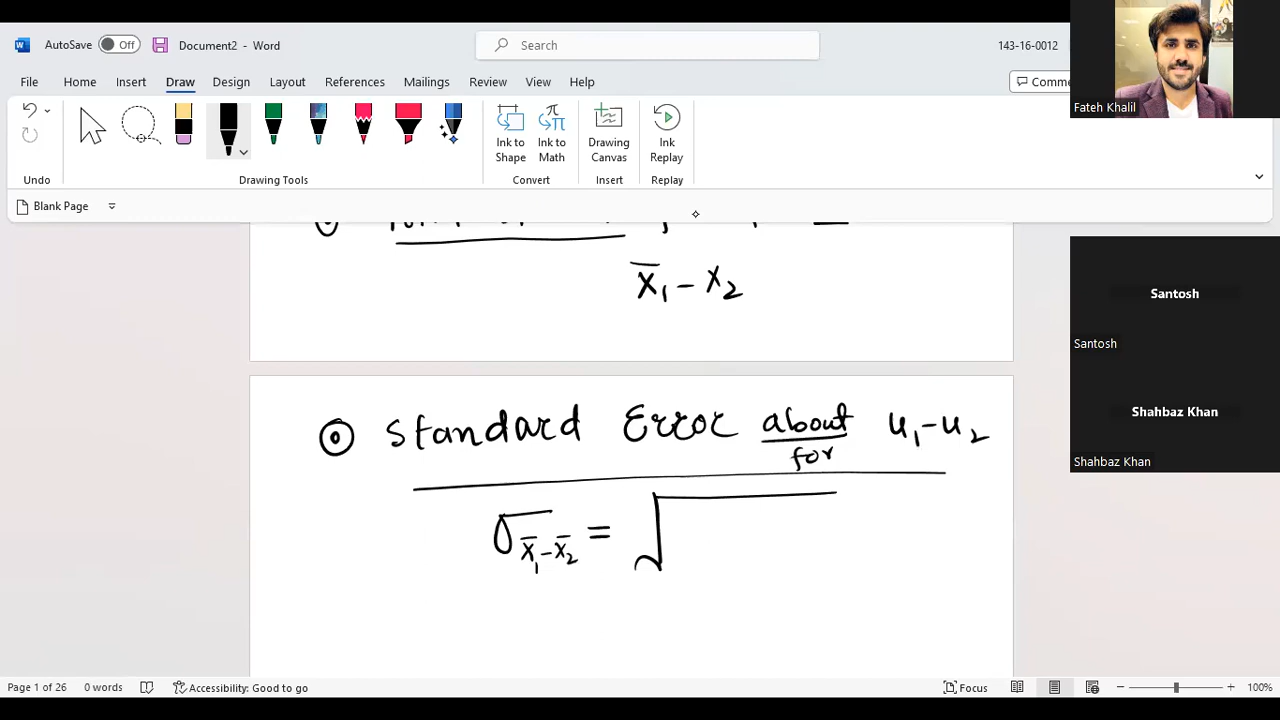 AutoSave Off Document2 - Word Search 143-16-0012
File Home Insert Draw Design Layout References Mailings Review View Help Comme
Undo Drawing Tools Ink to Shape Ink to Math Convert Drawing Canvas Insert Ink Replay Replay
Blank Page
Fateh Khalil
x̄₁ - x₂
Standard Error about u₁-u₂
for
σx̄₁-x̄₂ = √
Santosh
Santosh
Shahbaz Khan
Shahbaz Khan
Page 1 of 26 0 words Accessibility: Good to go Focus 100%